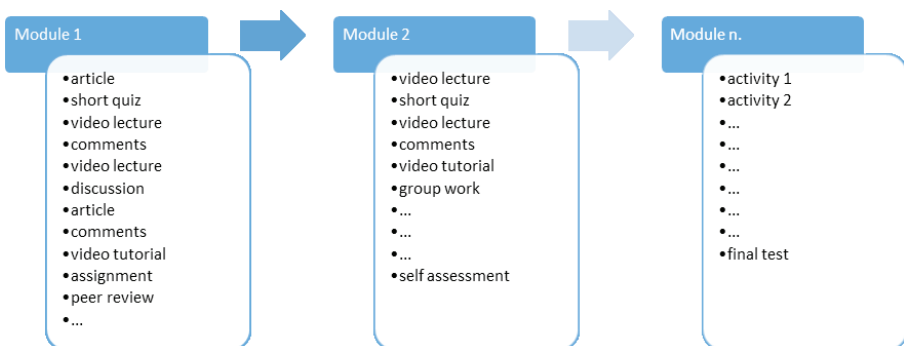 Module 1
•article
•short quiz
•video lecture
•comments
•video lecture
•discussion
•article
•comments
•video tutorial
•assignment
•peer review
•...
Module 2
•video lecture
•short quiz
•video lecture
•comments
•video tutorial
•group work
•...
•...
•...
•self assessment
Module n.
•activity 1
•activity 2
•...
•...
•...
•...
•...
•...
•final test